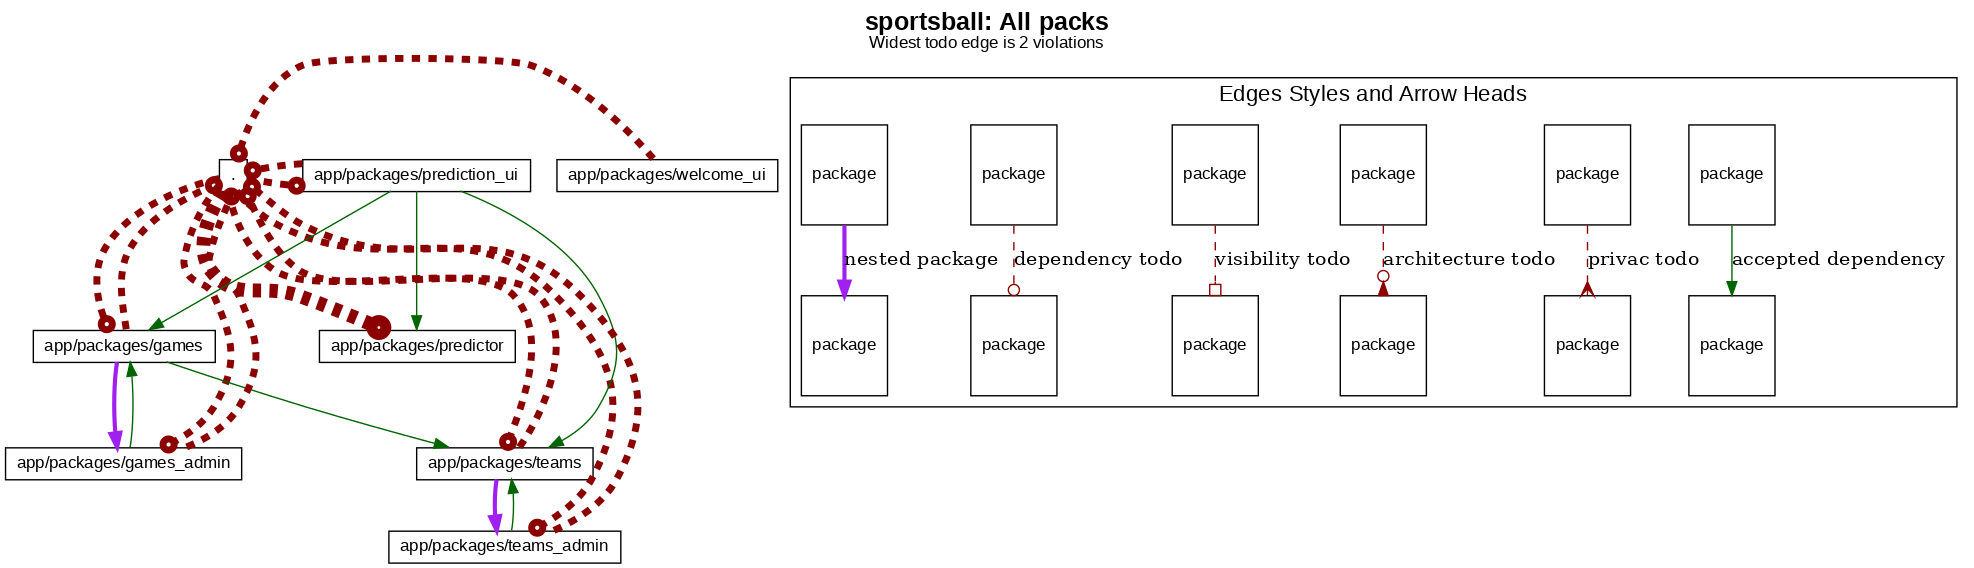 sportsball: All packs
Widest todo edge is 2 violations
.
app/packages/prediction_ui
app/packages/welcome_ui
app/packages/games
app/packages/predictor
app/packages/games_admin
app/packages/teams
app/packages/teams_admin
Edges Styles and Arrow Heads
package
package
package
package
package
package
nested package
dependency todo
visibility todo
architecture todo
privac todo
accepted dependency
package
package
package
package
package
package